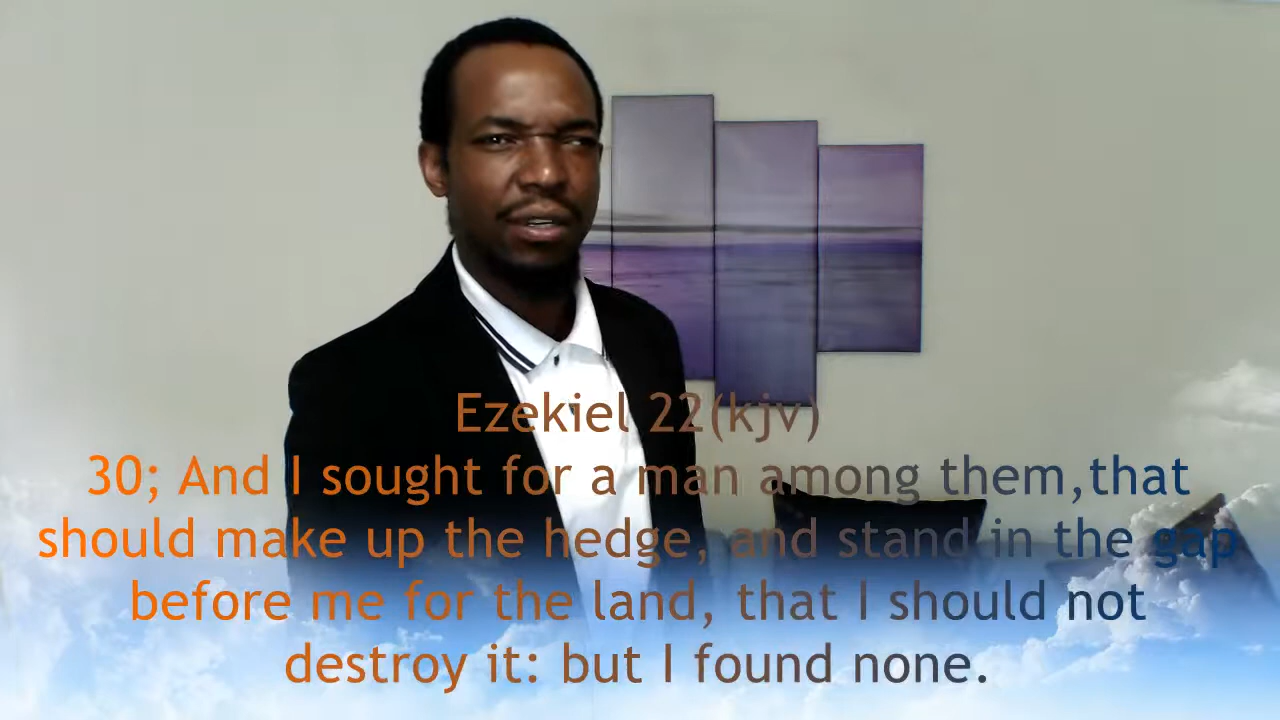 Ezekiel 22(kjv)
30; And I sought for a man among them,that
should make up the hedge, and stand in the gap
before me for the land, that I should not
destroy it: but I found none.